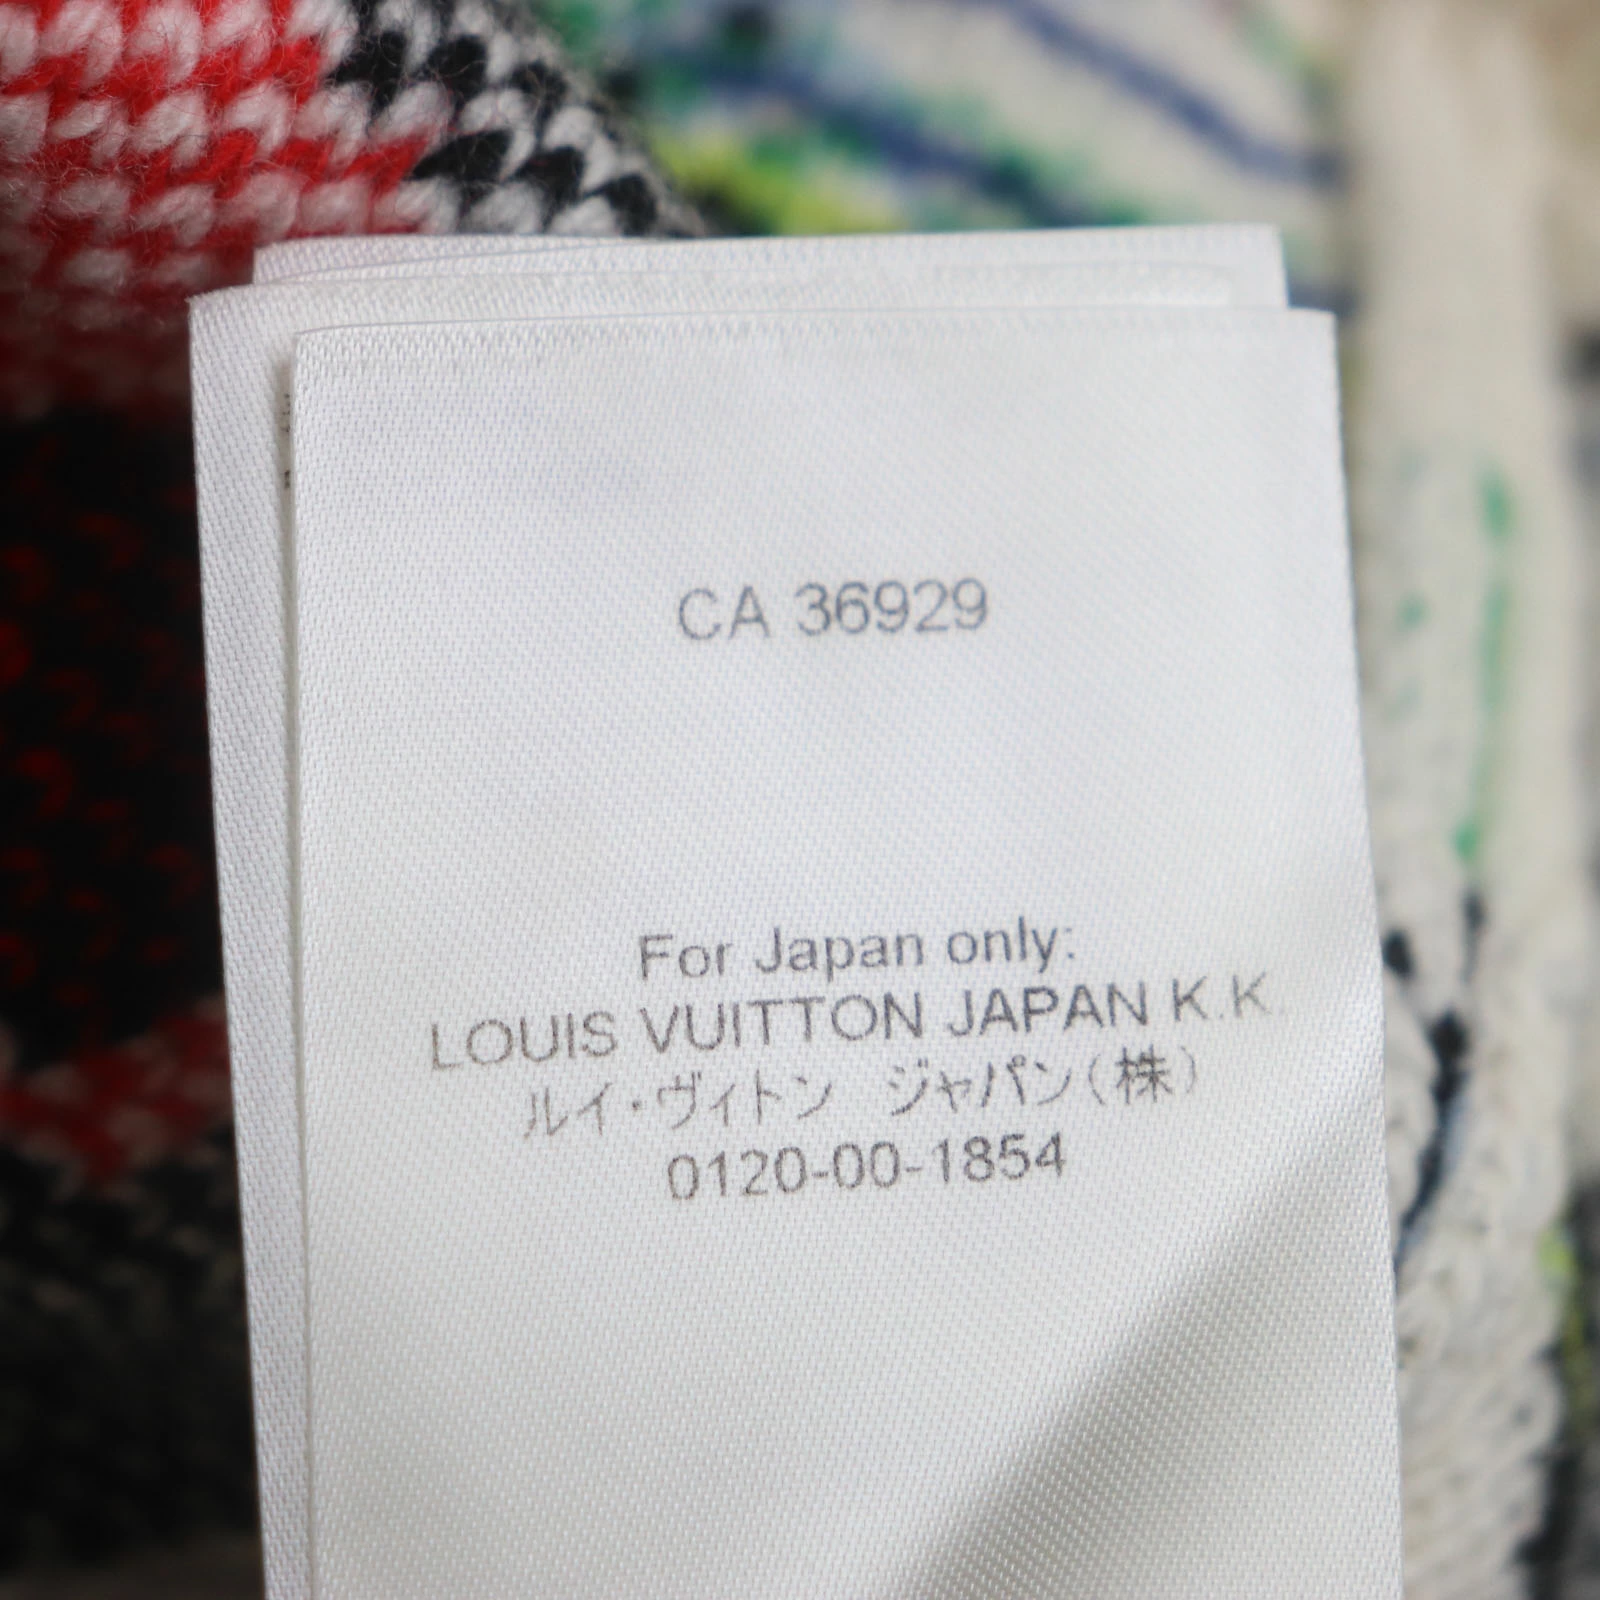 CA 36929
For Japan only:
LOUIS VUITTON JAPAN K.K.
ルイ・ヴィトン　ジャパン(株)
0120-00-1854